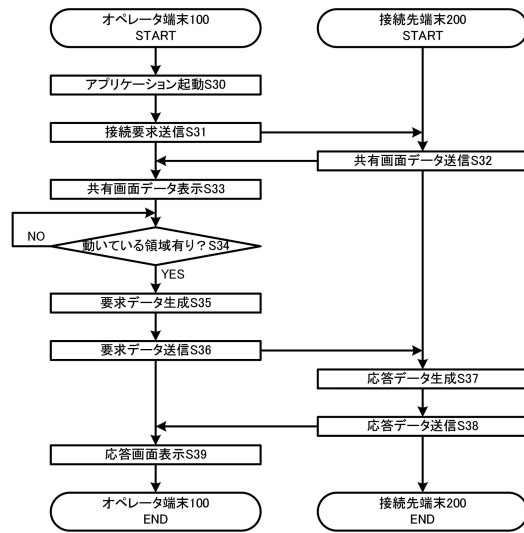 オペレータ端末100
START
接続先端末200
START
アプリケーション起動S30
接続要求送信S31
共有画面データ送信S32
共有画面データ表示S33
NO
動いている領域有り？S34
YES
要求データ生成S35
要求データ送信S36
応答データ生成S37
応答データ送信S38
応答画面表示S39
オペレータ端末100
END
接続先端末200
END